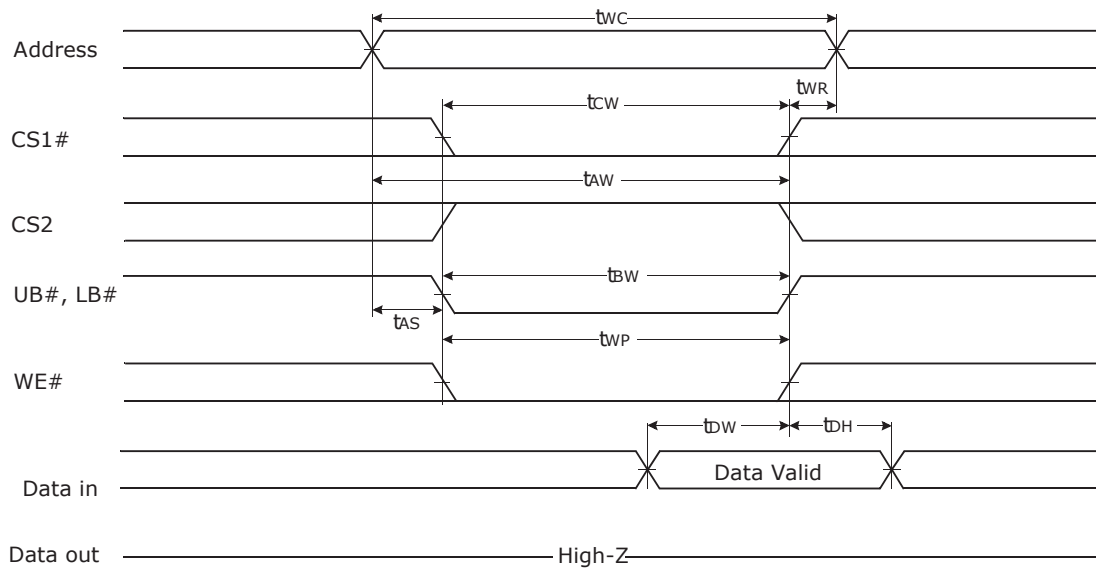 tWC
Address
tCW
tWR
CS1#
tAW
CS2
tBW
UB#, LB#
tAS
tWP
WE#
tDW
tDH
Data Valid
Data in
Data out
High-Z